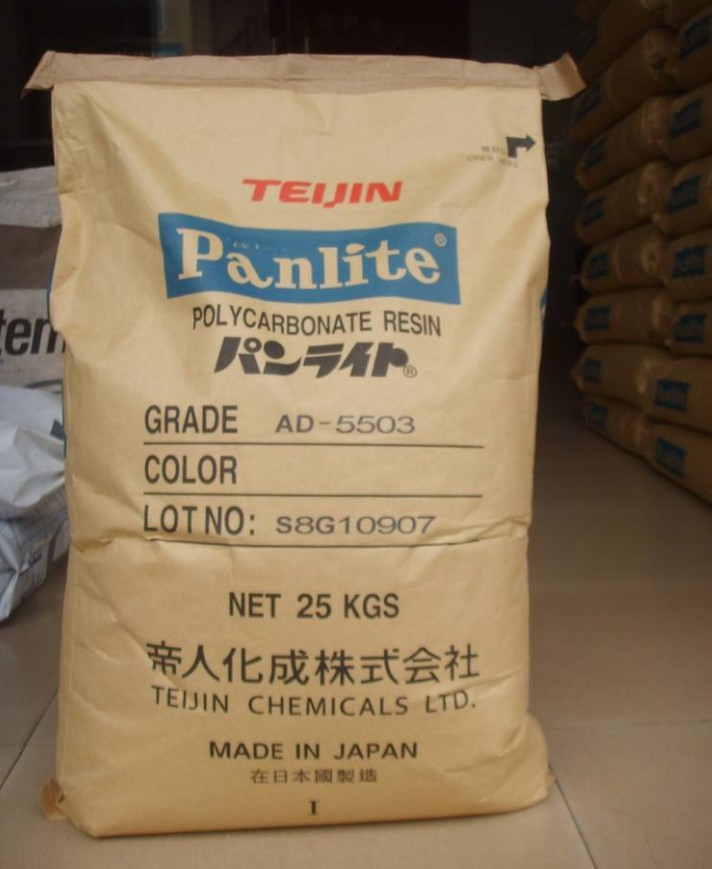 OPEN
TEIJIN
Panlite®
POLYCARBONATE RESIN
パンライト®
GRADE AD-5503
COLOR
LOT NO: S8G10907
NET 25 KGS
帝人化成株式会社
TEIJIN CHEMICALS LTD.
MADE IN JAPAN
在日本國製造
I
tem